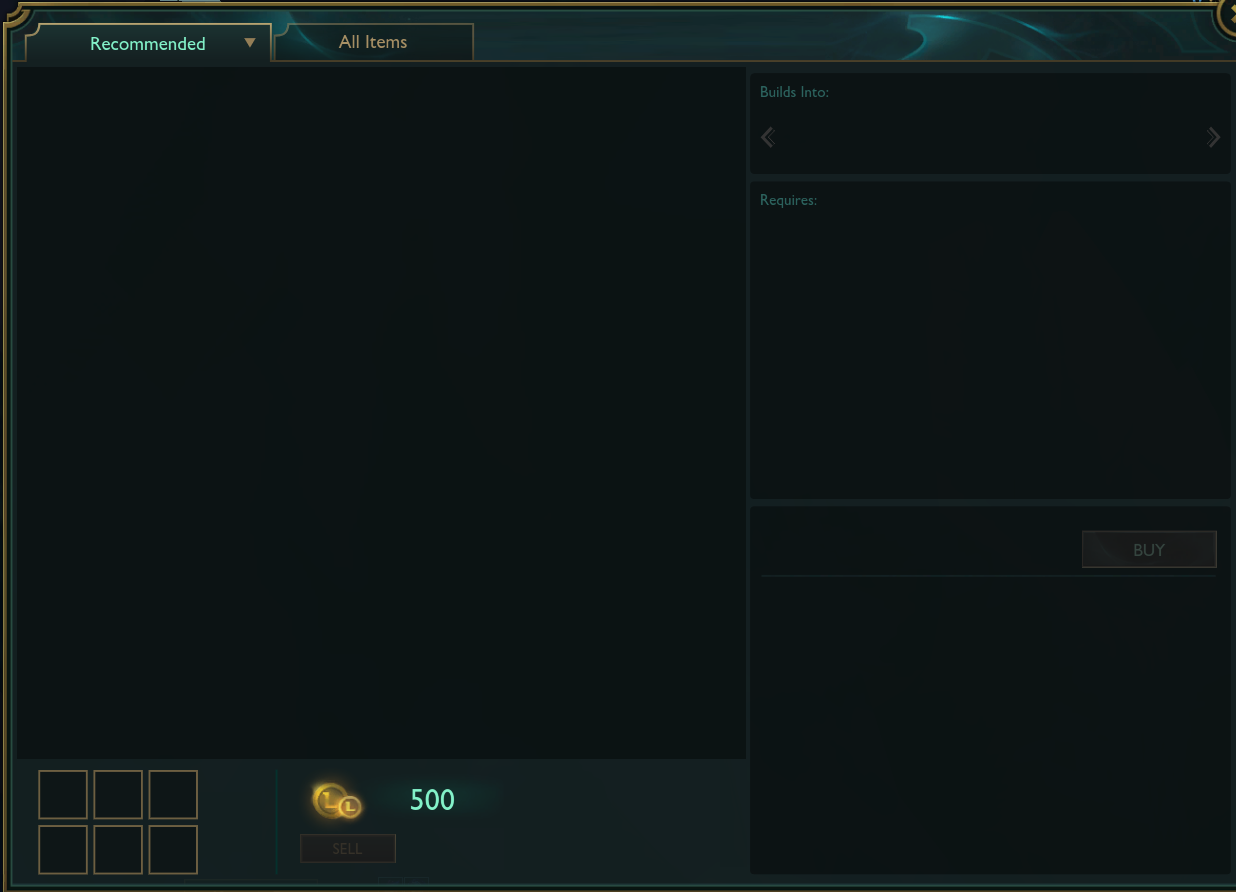 Recommended
All Items
Builds Into:
Requires:
BUY
500
SELL